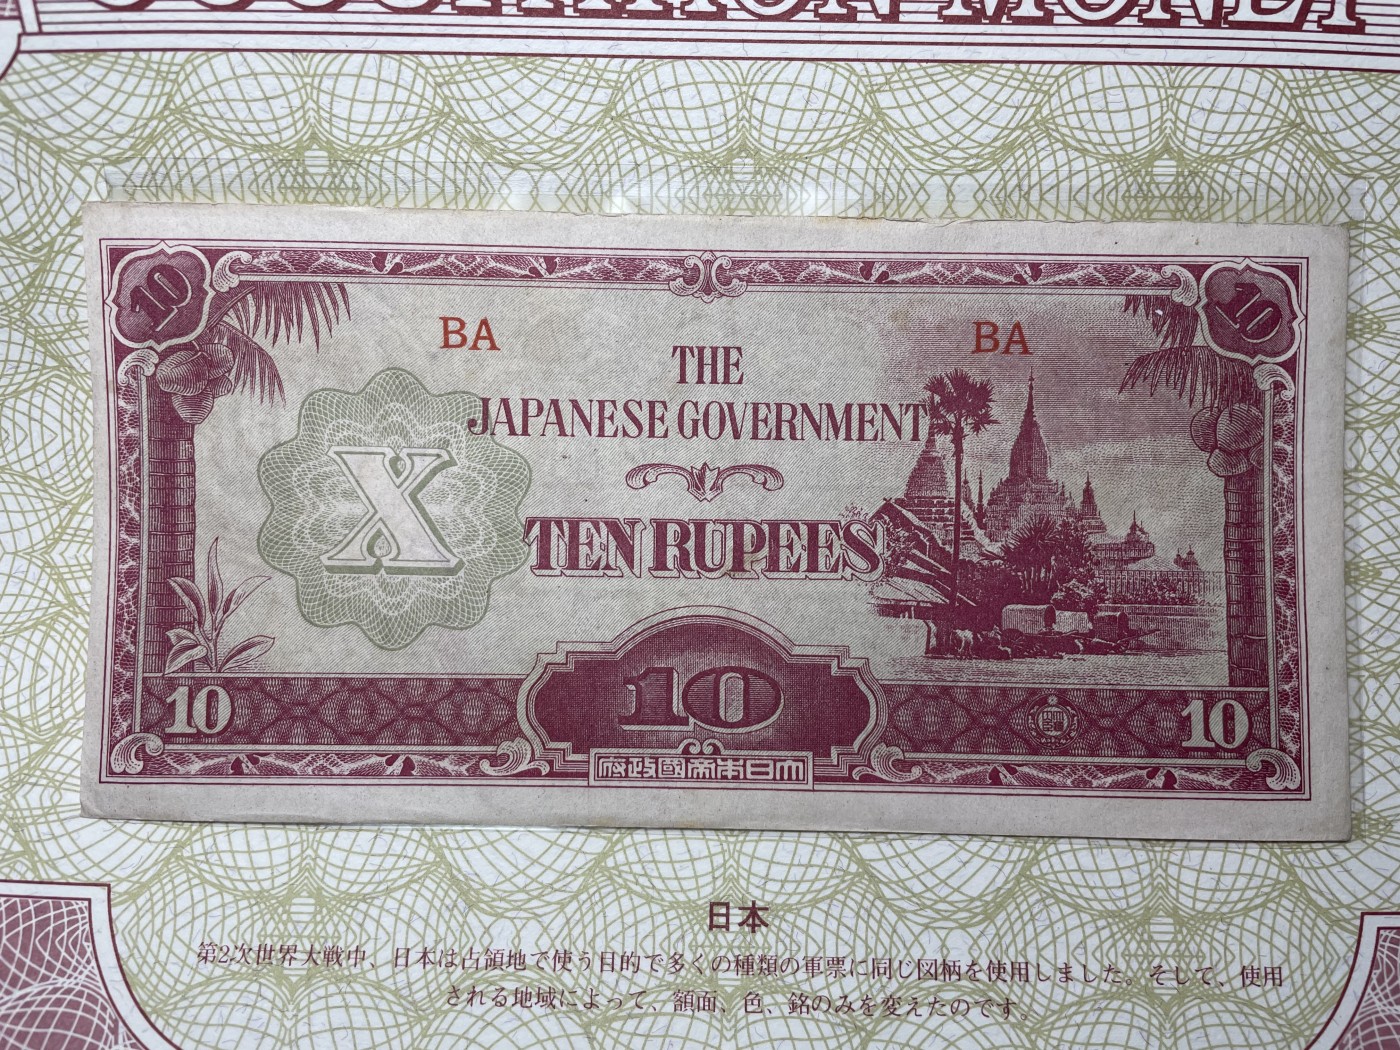 OCCUPATION MONEY
10
10
BA
BA
THE
JAPANESE GOVERNMENT
X
TEN RUPEES
10
10
10
府政國帝本日大
日本
第2次世界大戦中、日本は占領地で使う目的で多くの種類の軍票に同じ図柄を使用しました。そして、使用
される地域によって、額面、色、銘のみを変えたのです。